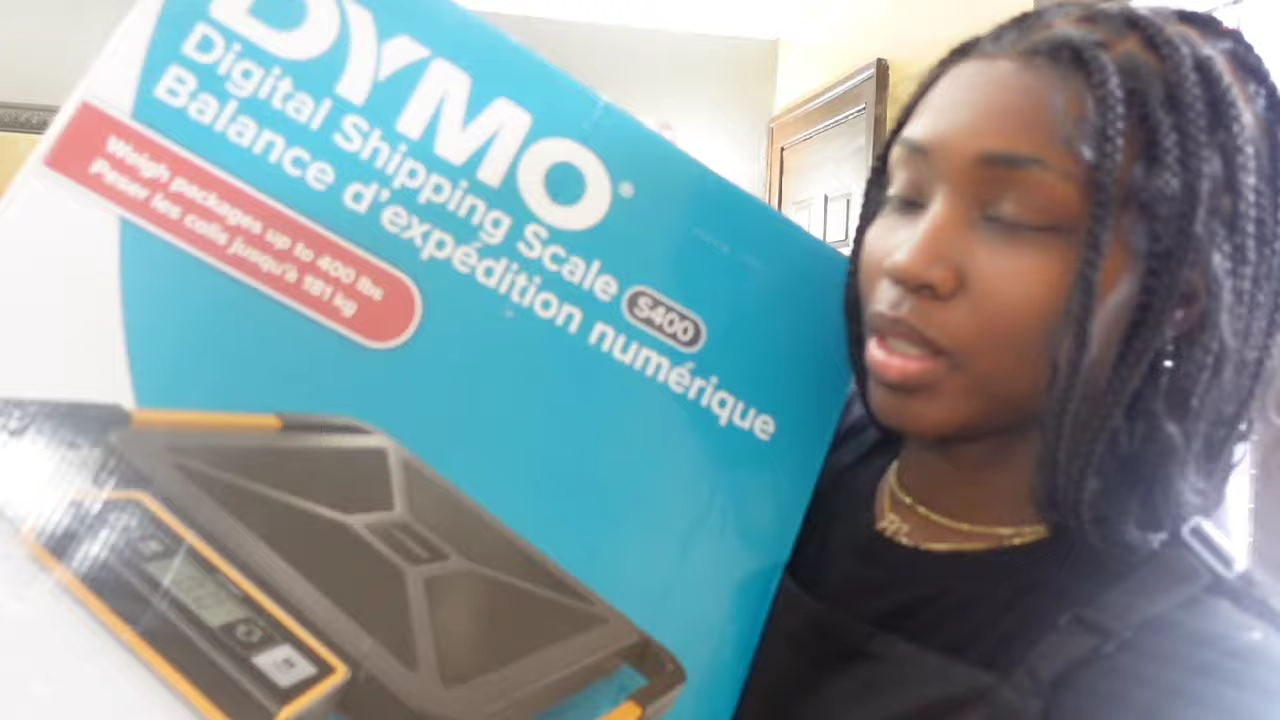 DYMO®
Digital Shipping Scale S400
Balance d'expédition numérique
Weigh packages up to 400 lbs
Peser les colis jusqu'à 181 kg